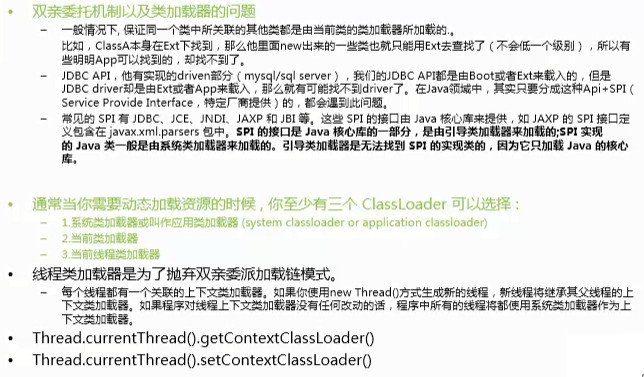 双亲委托机制以及类加载器的问题
一般情况下, 保证同一个类中所关联的其他类都是由当前类的类加载器所加载的.。
比如，ClassA本身在Ext下找到，那么他里面new出来的一些类也就只能用Ext去查找了（不会低一个级别），所以有
些明明App可以找到的，却找不到了。
JDBC API，他有实现的driven部分（mysql/sql server），我们的JDBC API都是由Boot或者Ext来载入的，但是
JDBC driver却是由Ext或者App来载入，那么就有可能找不到driver了。在Java领域中，其实只要分成这种Api+SPI（
Service Provide Interface，特定厂商提供）的，都会遇到此问题。
常见的 SPI 有 JDBC、JCE、JNDI、JAXP 和 JBI 等。这些 SPI 的接口由 Java 核心库来提供，如 JAXP 的 SPI 接口定
义包含在 javax.xml.parsers 包中。SPI 的接口是 Java 核心库的一部分，是由引导类加载器来加载的;SPI 实现
的 Java 类一般是由系统类加载器来加载的。引导类加载器是无法找到 SPI 的实现类的，因为它只加载 Java 的核心
库。
通常当你需要动态加载资源的时候 , 你至少有三个 ClassLoader 可以选择：
1.系统类加载器或叫作应用类加载器 (system classloader or application classloader)
2.当前类加载器
3.当前线程类加载器
线程类加载器是为了抛弃双亲委派加载链模式。
每个线程都有一个关联的上下文类加载器。如果你使用new Thread()方式生成新的线程，新线程将继承其父线程的上
下文类加载器。如果程序对线程上下文类加载器没有任何改动的话，程序中所有的线程将都使用系统类加载器作为上
下文类加载器。
Thread.currentThread().getContextClassLoader()
Thread.currentThread().setContextClassLoader()